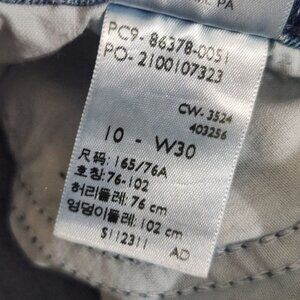 PA
PC9- 86378-0051
PO- 2100107323
CW- 3524
403256
10 - W30
尺码: 165/76A
호칭: 76-102
허리둘레: 76 cm
엉덩이둘레: 102 cm
S112311 AD